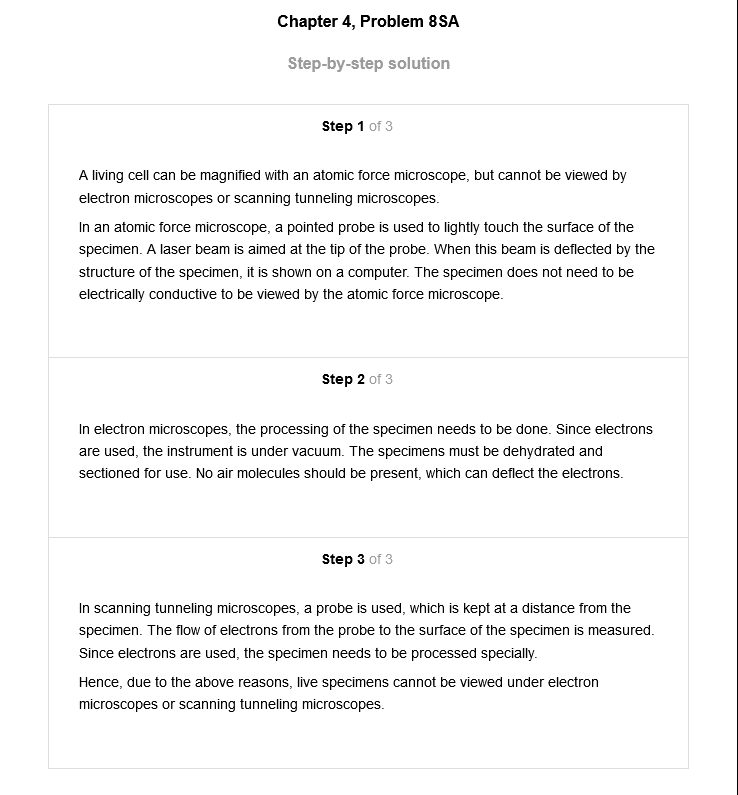 Chapter 4, Problem 8SA
Step-by-step solution
Step 1 of 3
A living cell can be magnified with an atomic force microscope, but cannot be viewed by
electron microscopes or scanning tunneling microscopes.
In an atomic force microscope, a pointed probe is used to lightly touch the surface of the
specimen. A laser beam is aimed at the tip of the probe. When this beam is deflected by the
structure of the specimen, it is shown on a computer. The specimen does not need to be
electrically conductive to be viewed by the atomic force microscope.
Step 2 of 3
In electron microscopes, the processing of the specimen needs to be done. Since electrons
are used, the instrument is under vacuum. The specimens must be dehydrated and
sectioned for use. No air molecules should be present, which can deflect the electrons.
Step 3 of 3
In scanning tunneling microscopes, a probe is used, which is kept at a distance from the
specimen. The flow of electrons from the probe to the surface of the specimen is measured.
Since electrons are used, the specimen needs to be processed specially.
Hence, due to the above reasons, live specimens cannot be viewed under electron
microscopes or scanning tunneling microscopes.